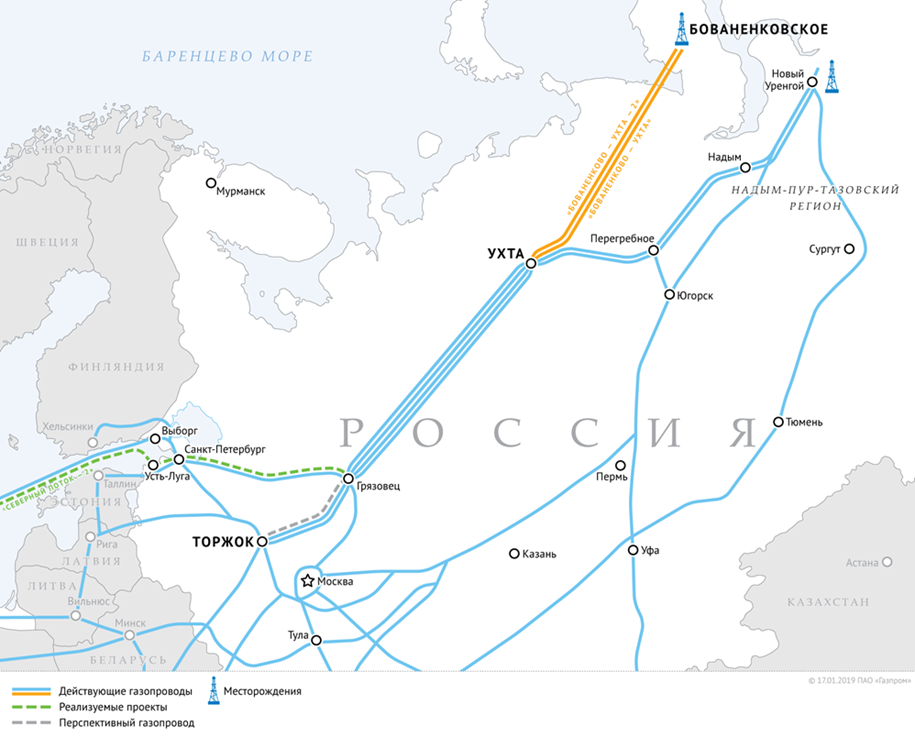 БОВАНЕНКОВСКОЕ
БАРЕНЦЕВО МОРЕ
Новый
Уренгой
«БОВАНЕНКОВО — УХТА – 2»
«БОВАНЕНКОВО — УХТА»
НОРВЕГИЯ
Надым
Мурманск
НАДЫМ-ПУР-ТАЗОВСКИЙ
РЕГИОН
ШВЕЦИЯ
Перегребное
УХТА
Сургут
Югорск
ФИНЛЯНДИЯ
РОССИЯ
Хельсинки
Выборг
Тюмень
Санкт-Петербург
Усть-Луга
Пермь
«СЕВЕРНЫЙ ПОТОК – 2»
Таллин
Грязовец
ЭСТОНИЯ
ТОРЖОК
Рига
Казань
Уфа
ЛАТВИЯ
Астана
Москва
ЛИТВА
Вильнюс
КАЗАХСТАН
Минск
Тула
БЕЛАРУСЬ
© 17.01.2019 ПАО «Газпром»
Действующие газопроводы
Месторождения
Реализуемые проекты
Перспективный газопровод